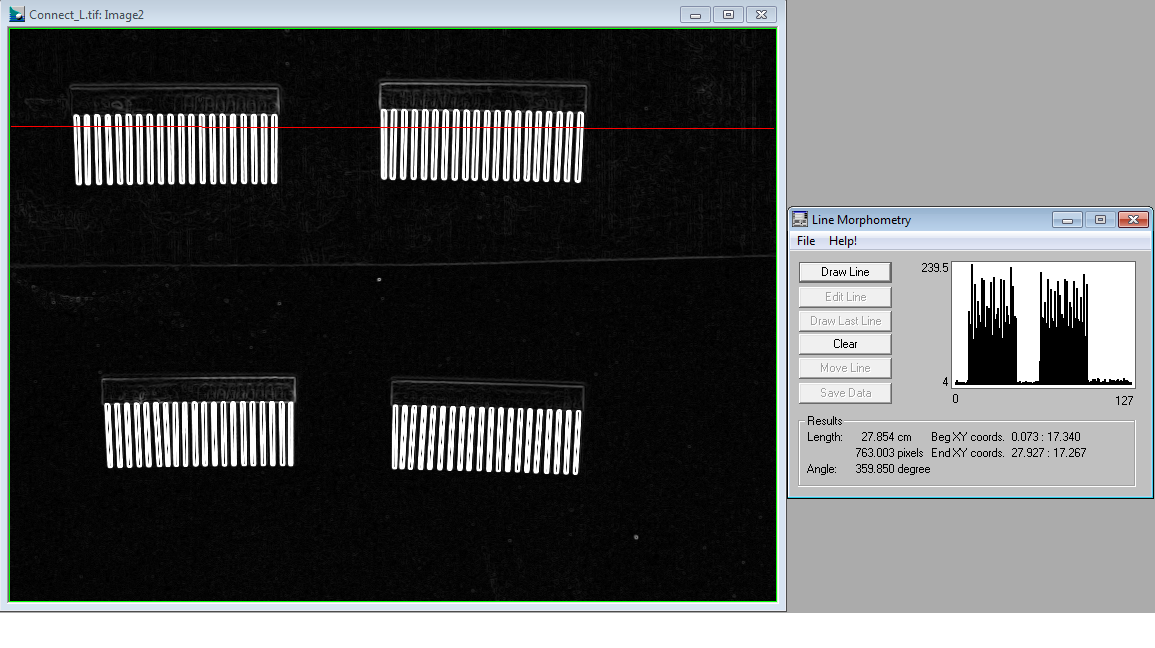 Connect_L.tif: Image2
Line Morphometry
File Help!
Draw Line
Edit Line
Draw Last Line
Clear
Move Line
Save Data
239.5
4
0
127
Results
Length: 27.854 cm Beg XY coords. 0.073 : 17.340
763.003 pixels End XY coords. 27.927 : 17.267
Angle: 359.850 degree